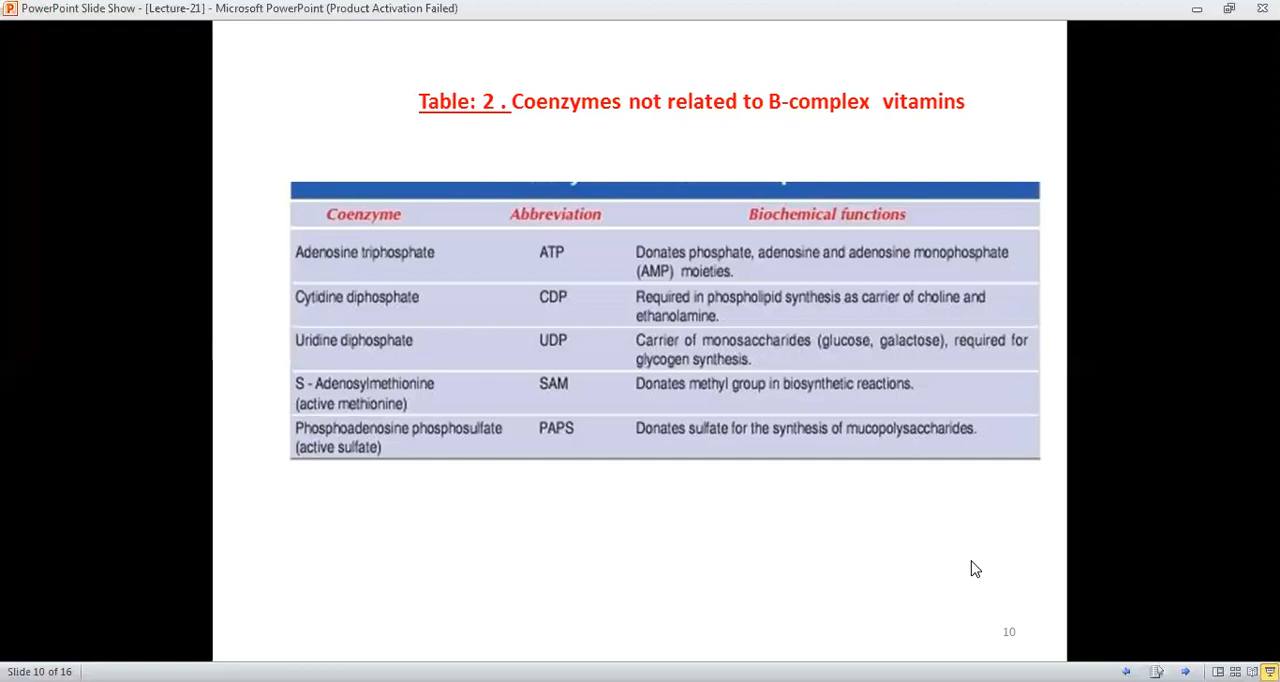 PowerPoint Slide Show - [Lecture-21] - Microsoft PowerPoint (Product Activation Failed)
Table: 2 . Coenzymes not related to B-complex vitamins
Coenzyme Abbreviation Biochemical functions
Adenosine triphosphate ATP Donates phosphate, adenosine and adenosine monophosphate
(AMP) moieties.
Cytidine diphosphate CDP Required in phospholipid synthesis as carrier of choline and
ethanolamine.
Uridine diphosphate UDP Carrier of monosaccharides (glucose, galactose), required for
glycogen synthesis.
S - Adenosylmethionine SAM Donates methyl group in biosynthetic reactions.
(active methionine)
Phosphoadenosine phosphosulfate PAPS Donates sulfate for the synthesis of mucopolysaccharides.
(active sulfate)
10
Slide 10 of 16